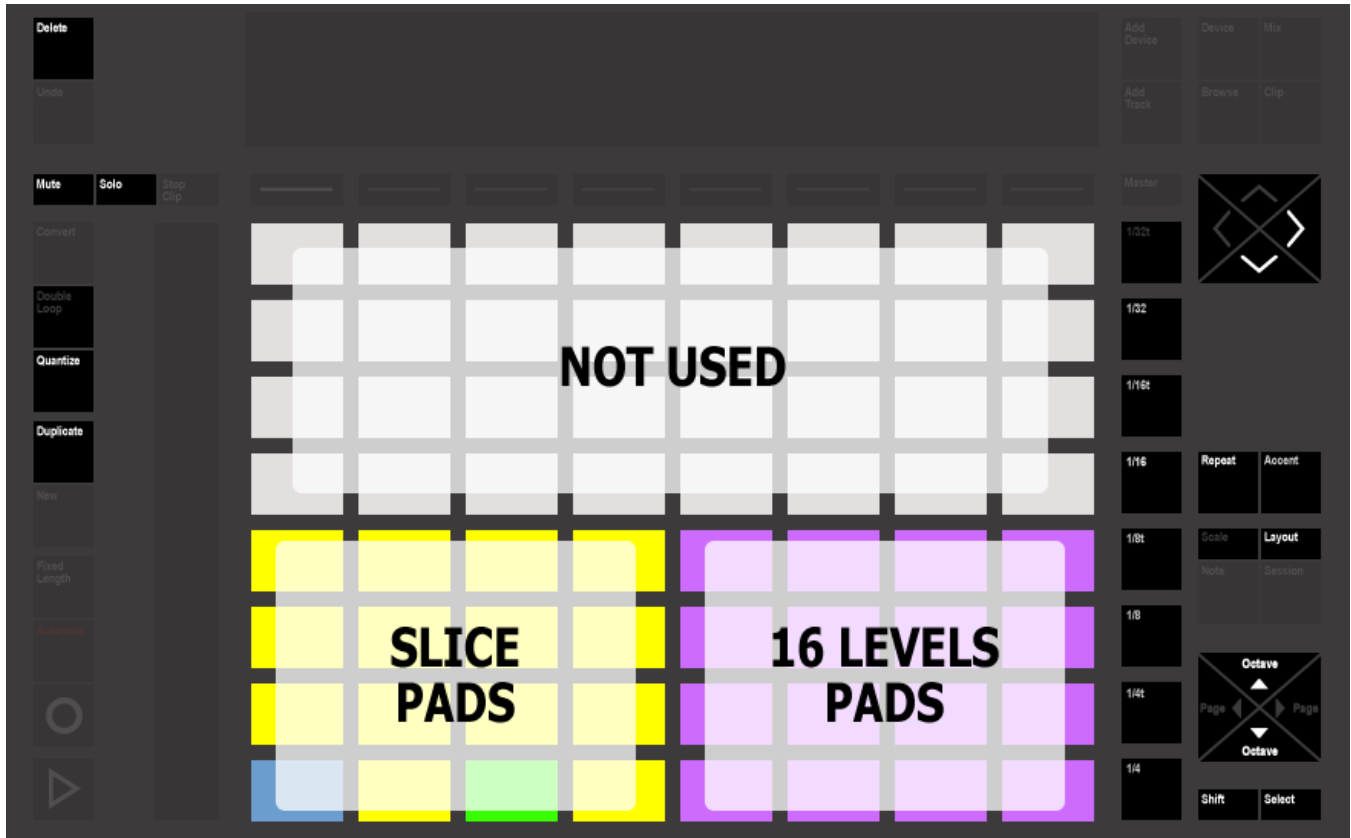 Delete
Add
Device
Device
Mix
Undo
Add
Track
Browse
Clip
Mute
Solo
Stop
Clip
Master
Convert
1/32t
Double
Loop
1/32
NOT USED
Quantize
1/16t
Duplicate
1/16
Repeat
Accent
New
1/8t
Scale
Layout
Fixed
Length
Note
Session
1/8
Automate
SLICE
PADS
16 LEVELS
PADS
Octave
1/4t
Page
Page
Octave
1/4
Shift
Select